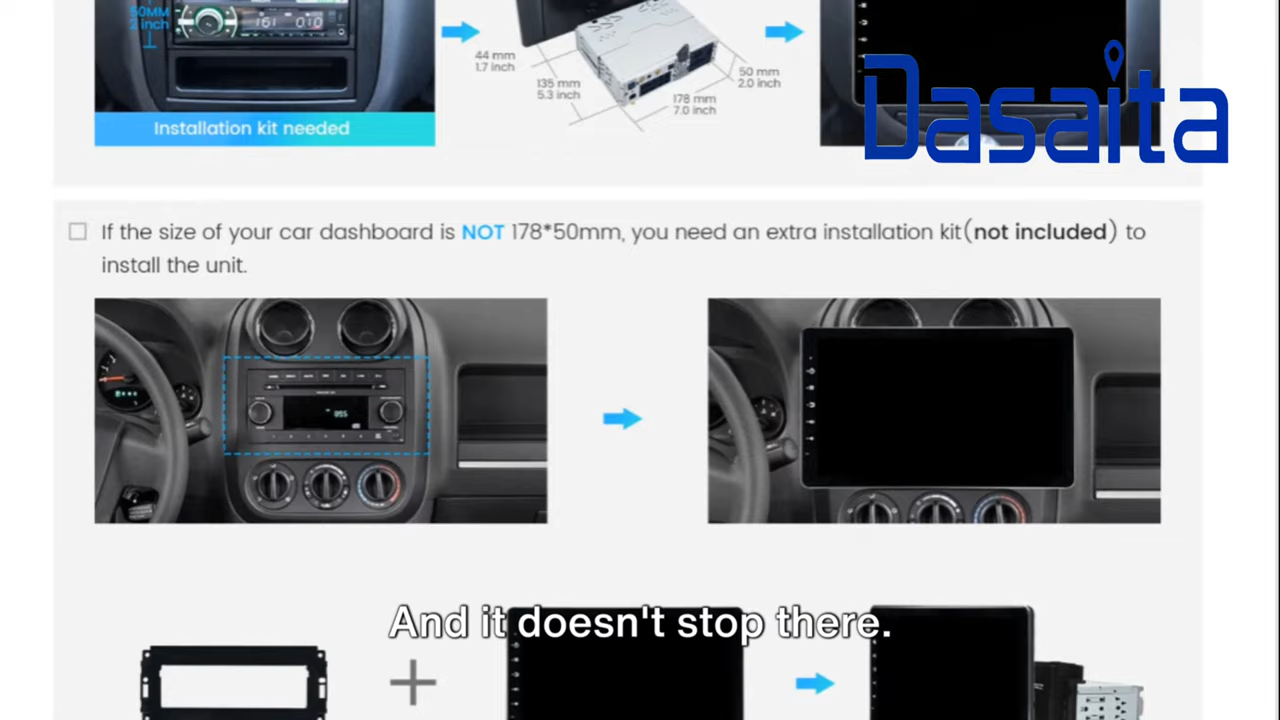 50MM
2 inch
161 010
44 mm
1.7 inch
135 mm
5.3 inch
178 mm
7.0 inch
50 mm
2.0 inch
Installation kit needed
Dasaita
☐ If the size of your car dashboard is NOT 178*50mm, you need an extra installation kit(not included) to
install the unit.
And it doesn't stop there.